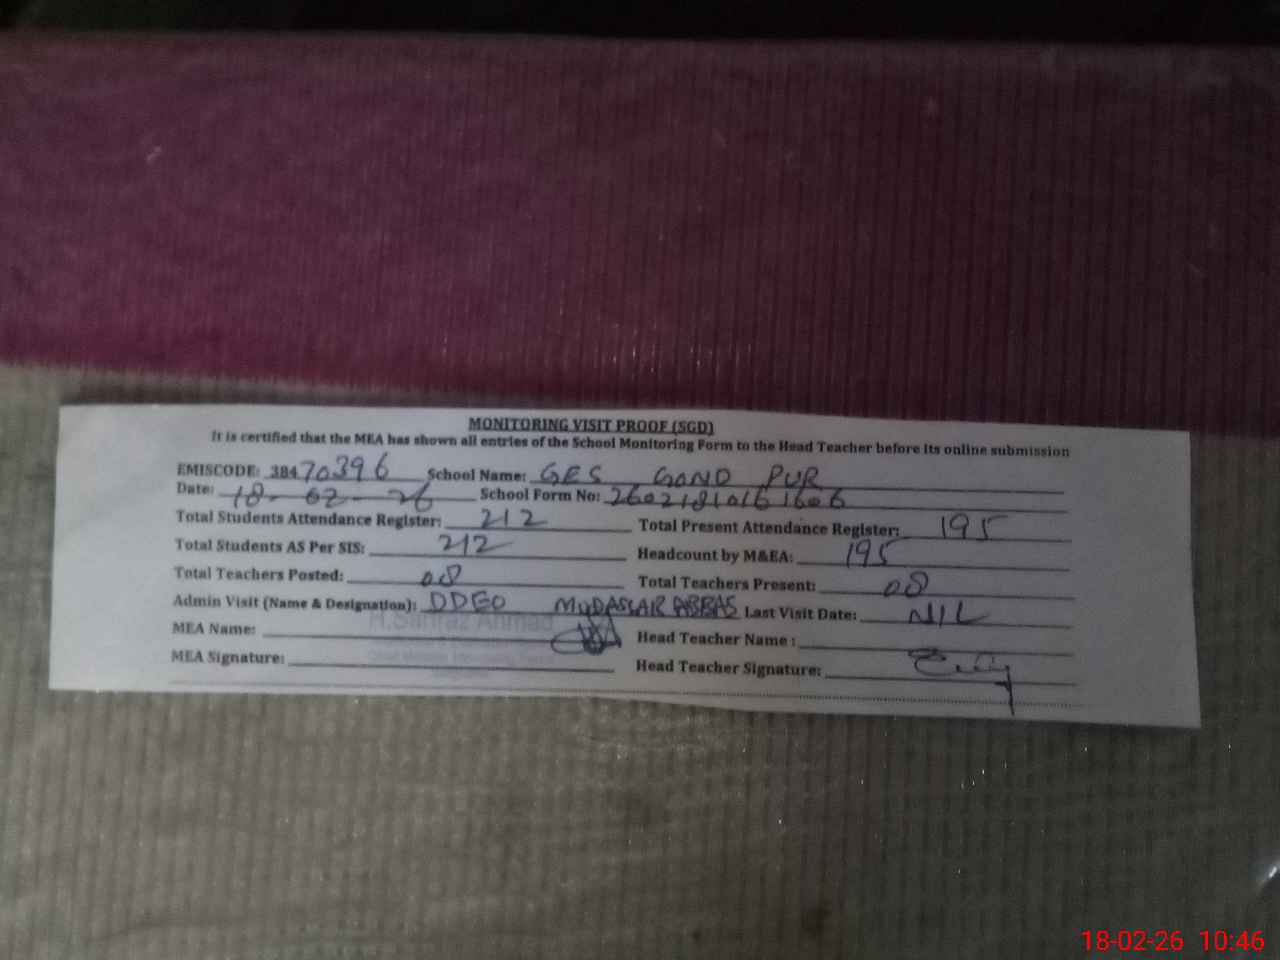 MONITORING VISIT PROOF (SGD)
It is certified that the MEA has shown all entries of the School Monitoring Form to the Head Teacher before its online submission
EMISCODE: 38470396 School Name: GES GOND PUR
Date: 18-02-26 School Form No:
Total Students Attendance Register: 212 Total Present Attendance Register: 195
Total Students AS Per SIS: 212 Headcount by M&EA: 195
Total Teachers Posted: 08 Total Teachers Present: 08
Admin Visit (Name & Designation): DDEO MUDASSAR ABBAS Last Visit Date: NIL
MEA Name: Ahmad Head Teacher Name :
MEA Signature: Head Teacher Signature:
18-02-26 10:46